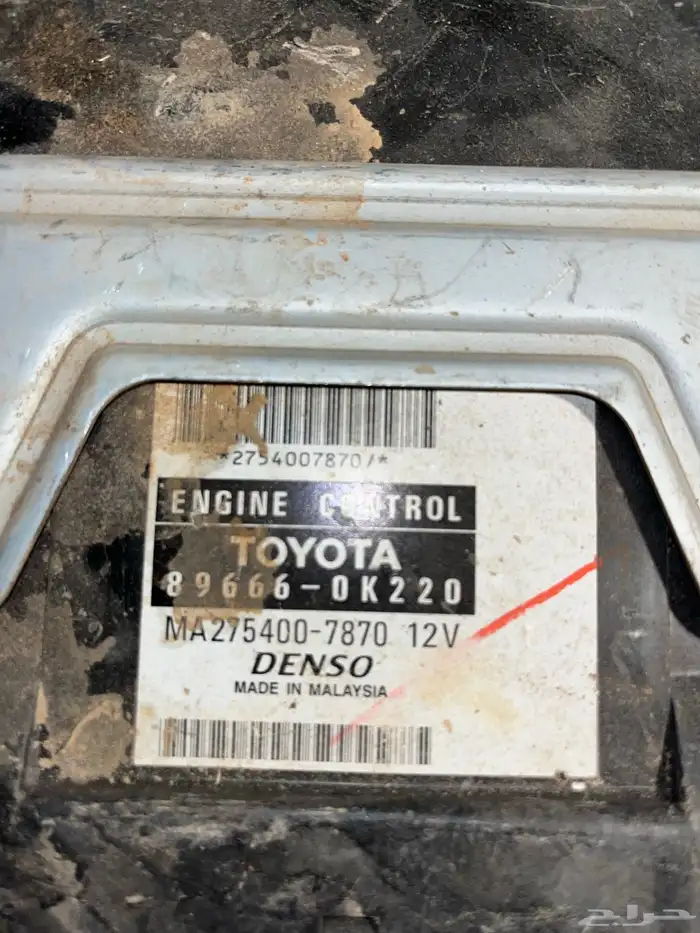 *2754007870/*
ENGINE CONTROL
TOYOTA
89666-0K220
MA275400-7870 12V
DENSO
MADE IN MALAYSIA
حراج